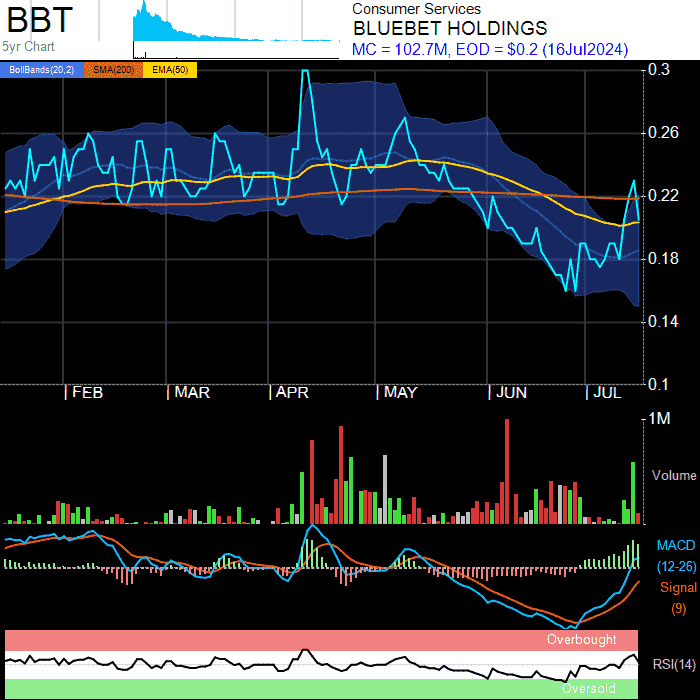 BBT
5yr Chart
Consumer Services
BLUEBET HOLDINGS
MC = 102.7M, EOD = $0.2 (16Jul2024)
BollBands(20,2) SMA(200) EMA(50)
0.3
0.26
0.22
0.18
0.14
0.1
FEB MAR APR MAY JUN JUL
1M
Volume
MACD
(12-26)
Signal
(9)
Overbought
RSI(14)
Oversold